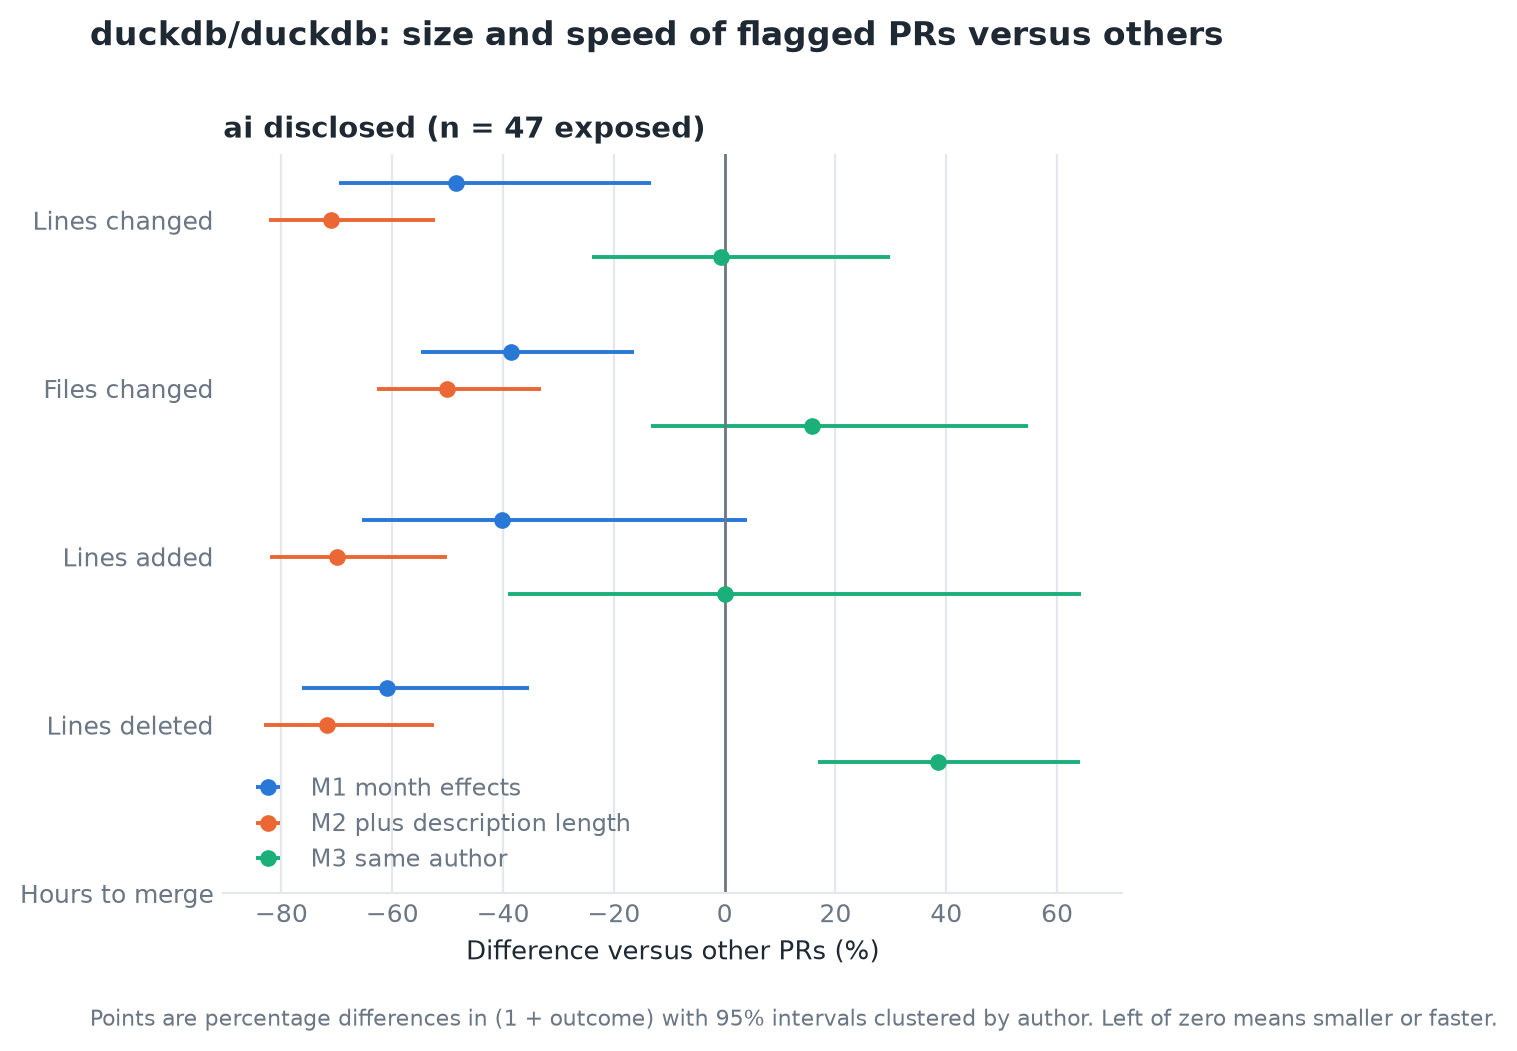 duckdb/duckdb: size and speed of flagged PRs versus others
ai disclosed (n = 47 exposed)
Lines changed
Files changed
Lines added
Lines deleted
M1 month effects
M2 plus description length
M3 same author
Hours to merge
−80 −60 −40 −20 0 20 40 60
Difference versus other PRs (%)
Points are percentage differences in (1 + outcome) with 95% intervals clustered by author. Left of zero means smaller or faster.